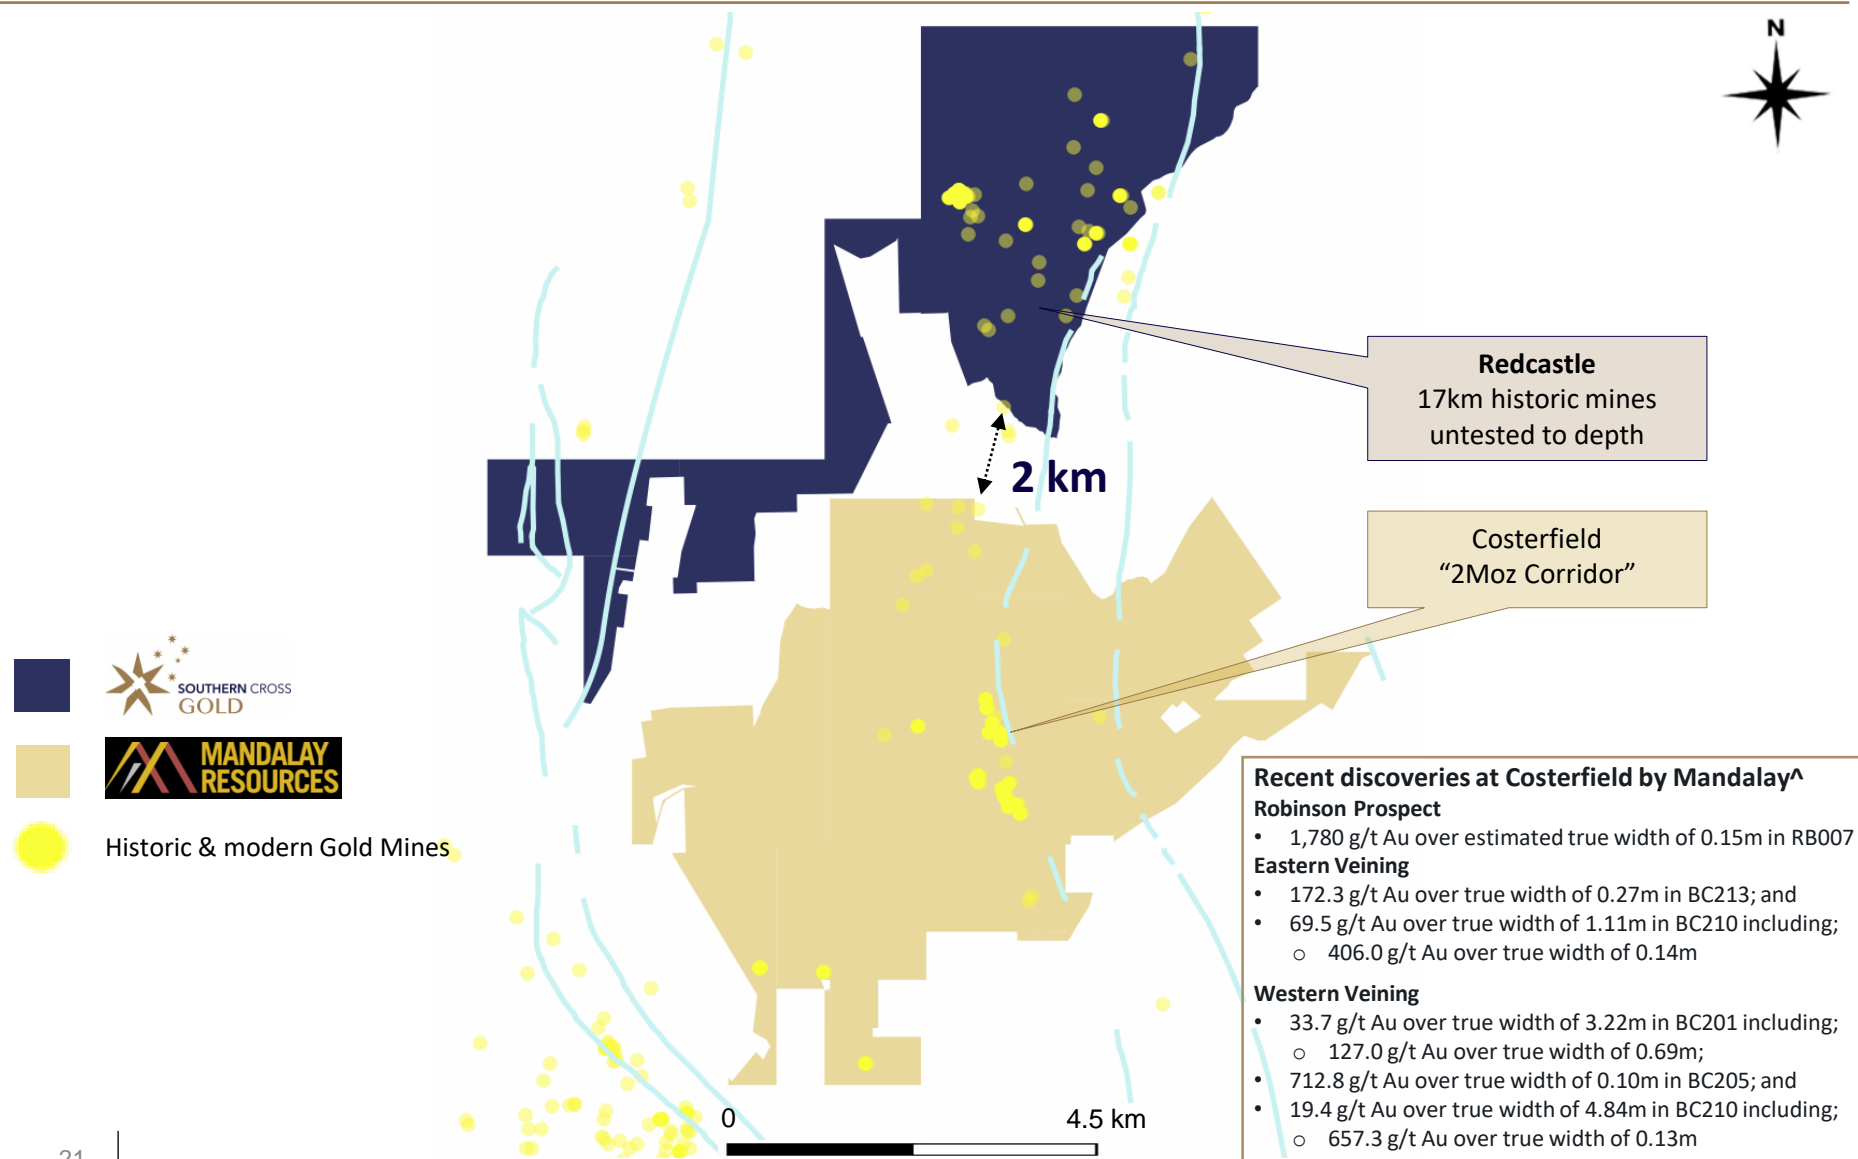 N
Redcastle
17km historic mines
untested to depth
2 km
Costerfield
“2Moz Corridor”
SOUTHERN CROSS
GOLD
MANDALAY
RESOURCES
Historic & modern Gold Mines
Recent discoveries at Costerfield by Mandalay^
Robinson Prospect
• 1,780 g/t Au over estimated true width of 0.15m in RB007
Eastern Veining
• 172.3 g/t Au over true width of 0.27m in BC213; and
• 69.5 g/t Au over true width of 1.11m in BC210 including;
o 406.0 g/t Au over true width of 0.14m
Western Veining
• 33.7 g/t Au over true width of 3.22m in BC201 including;
o 127.0 g/t Au over true width of 0.69m;
• 712.8 g/t Au over true width of 0.10m in BC205; and
• 19.4 g/t Au over true width of 4.84m in BC210 including;
o 657.3 g/t Au over true width of 0.13m
0 4.5 km
21